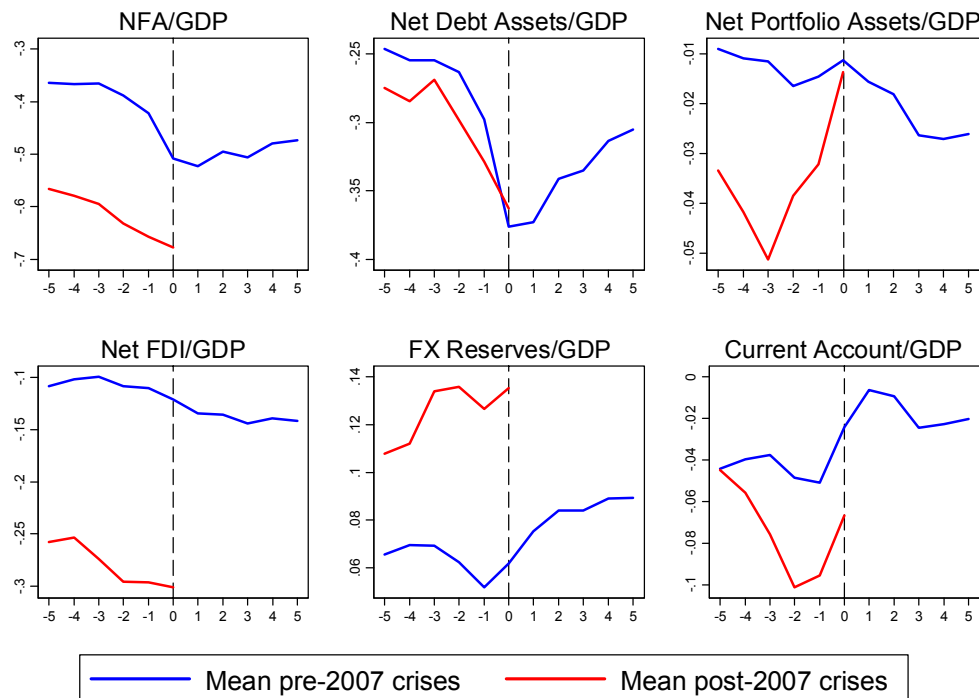 NFA/GDP
-.3
-.4
-.5
-.6
-.7
-5 -4 -3 -2 -1 0 1 2 3 4 5
Net Debt Assets/GDP
-.25
-.3
-.35
-.4
-5 -4 -3 -2 -1 0 1 2 3 4 5
Net Portfolio Assets/GDP
-.01
-.02
-.03
-.04
-.05
-5 -4 -3 -2 -1 0 1 2 3 4 5
Net FDI/GDP
-.1
-.15
-.2
-.25
-.3
-5 -4 -3 -2 -1 0 1 2 3 4 5
FX Reserves/GDP
.14
.12
.1
.08
.06
-5 -4 -3 -2 -1 0 1 2 3 4 5
Current Account/GDP
0
-.02
-.04
-.06
-.08
-.1
-5 -4 -3 -2 -1 0 1 2 3 4 5
Mean pre-2007 crises Mean post-2007 crises